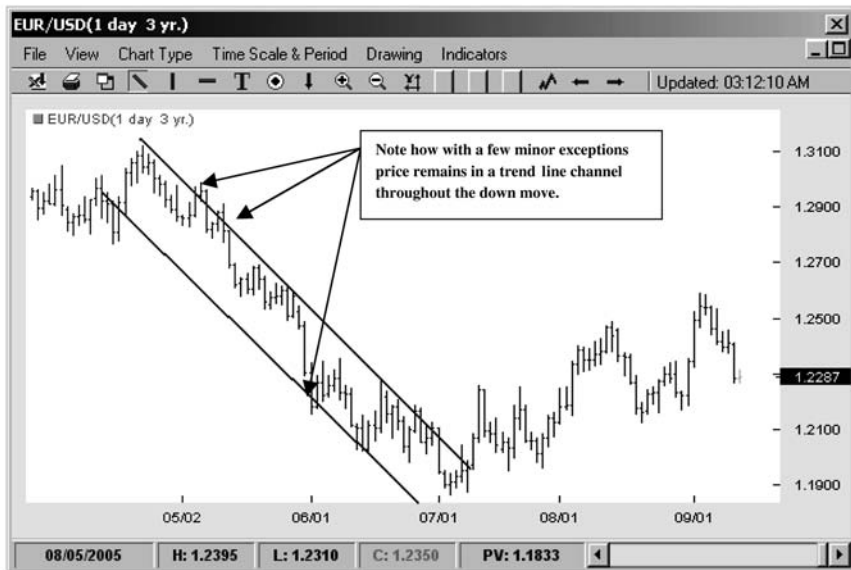 EUR/USD(1 day 3 yr.)
File View Chart Type Time Scale & Period Drawing Indicators
T Updated: 03:12:10 AM
EUR/USD(1 day 3 yr.)
Note how with a few minor exceptions
price remains in a trend line channel
throughout the down move.
1.3100
1.2900
1.2700
1.2500
1.2287
1.2100
1.1900
05/02 06/01 07/01 08/01 09/01
08/05/2005 H: 1.2395 L: 1.2310 C: 1.2350 PV: 1.1833